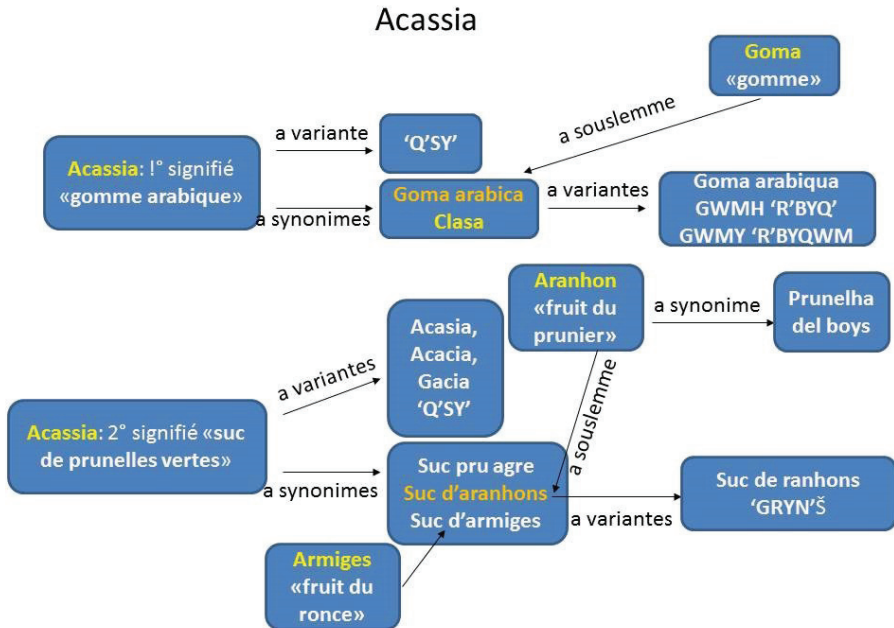 Acassia
Goma
«gomme»
a souslemme
a variante
‘Q’SY’
Acassia: !° signifié
«gomme arabique»
a synonimes
Goma arabica
Clasa
a variantes
Goma arabiqua
GWMH ‘R’BYQ’
GWMY ‘R’BYQWM
Aranhon
«fruit du
prunier»
a synonime
Prunelha
del boys
Acasia,
Acacia,
Gacia
‘Q’SY’
a variantes
a souslemme
Acassia: 2° signifié «suc
de prunelles vertes»
a synonimes
Suc pru agre
Suc d’aranhons
Suc d’armiges
a variantes
Suc de ranhons
‘GRYN’Š
Armiges
«fruit du
ronce»